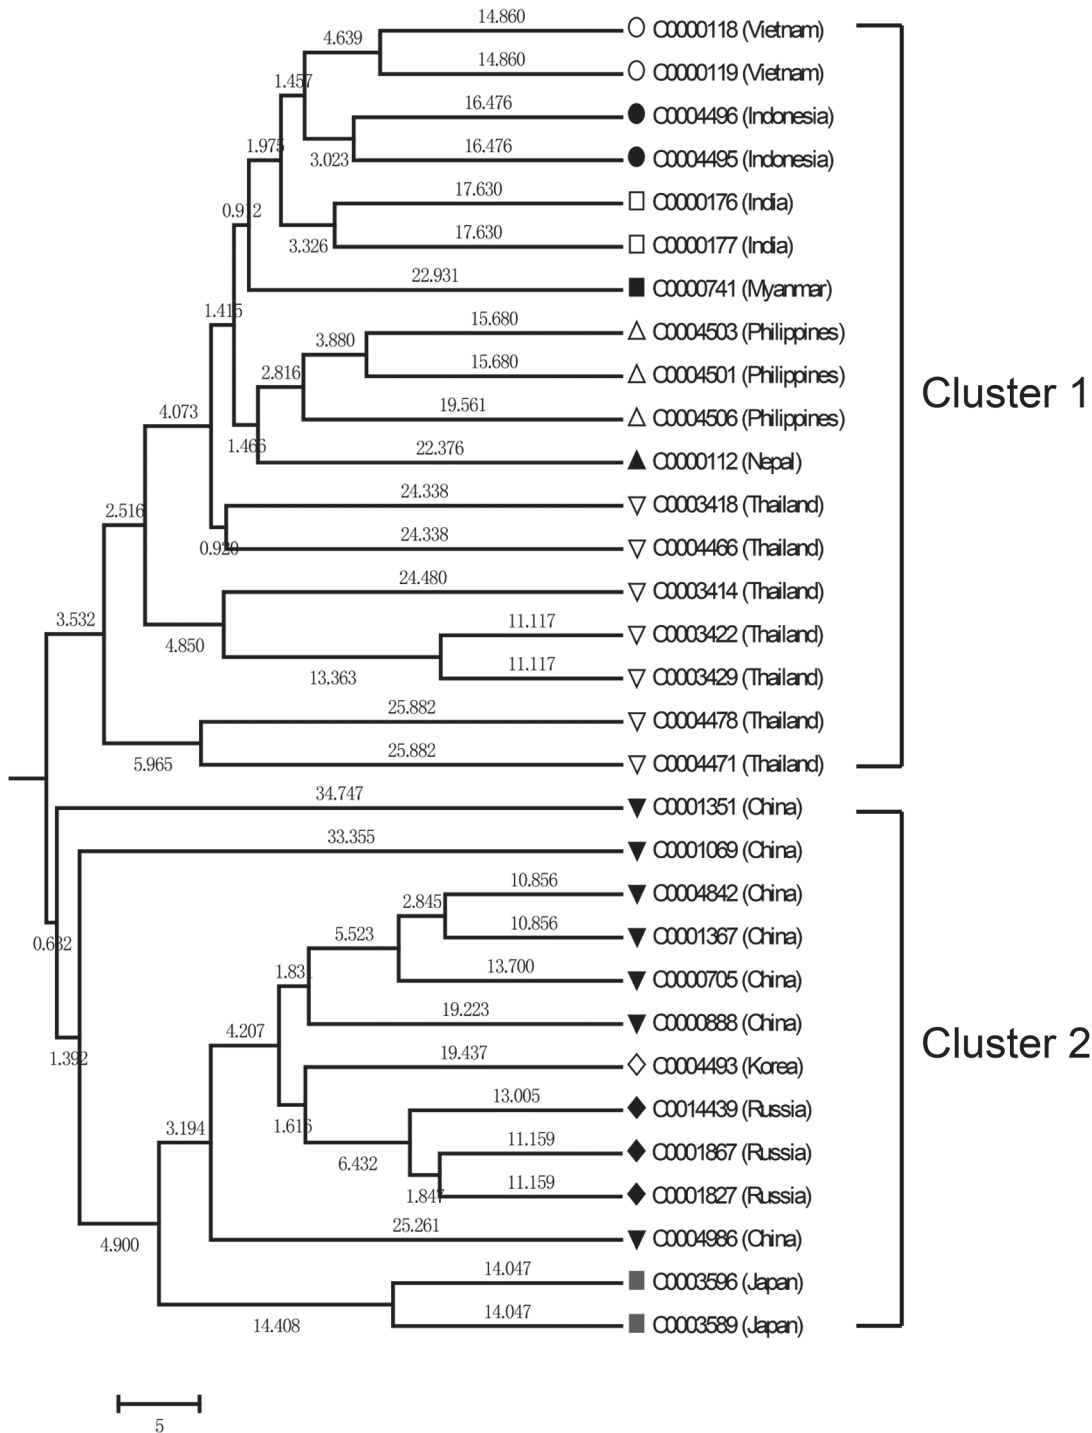 14.860
C0000118 (Vietnam)
4.639
14.860
C0000119 (Vietnam)
1.457
16.476
C0004496 (Indonesia)
16.476
C0004495 (Indonesia)
3.023
1.975
17.630
C0000176 (India)
17.630
C0000177 (India)
3.326
0.912
22.931
C0000741 (Myanmar)
1.415
15.680
C0004503 (Philippines)
3.880
15.680
C0004501 (Philippines)
2.816
19.561
C0004506 (Philippines)
Cluster 1
4.073
1.466
22.376
C0000112 (Nepal)
24.338
C0003418 (Thailand)
2.516
24.338
C0004466 (Thailand)
0.920
24.480
C0003414 (Thailand)
3.532
11.117
C0003422 (Thailand)
4.850
11.117
C0003429 (Thailand)
13.363
25.882
C0004478 (Thailand)
25.882
C0004471 (Thailand)
5.965
34.747
C0001351 (China)
33.355
C0001069 (China)
10.856
C0004842 (China)
2.845
10.856
C0001367 (China)
5.523
0.632
13.700
C0000705 (China)
1.831
19.223
C0000888 (China)
4.207
Cluster 2
1.392
19.437
C0004493 (Korea)
13.005
C0014439 (Russia)
3.194
1.616
11.159
C0001867 (Russia)
6.432
11.159
C0001827 (Russia)
1.847
25.261
C0004986 (China)
4.900
14.047
C0003596 (Japan)
14.047
C0003589 (Japan)
14.408
5